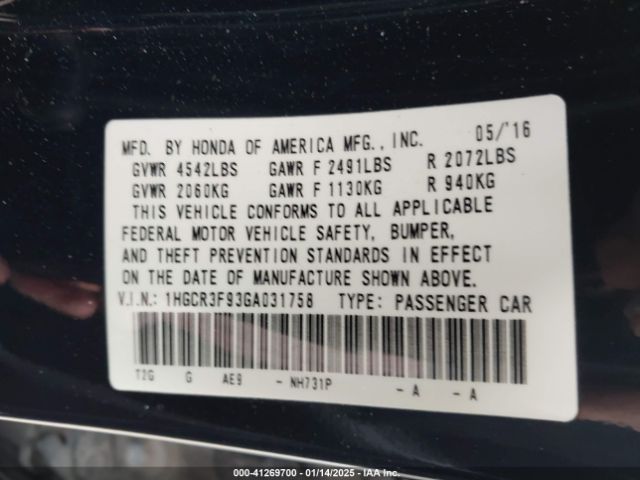 MFD. BY HONDA OF AMERICA MFG., INC. 05/'16
GVWR 4542LBS GAWR F 2491LBS R 2072LBS
GVWR 2060KG GAWR F 1130KG R 940KG
THIS VEHICLE CONFORMS TO ALL APPLICABLE
FEDERAL MOTOR VEHICLE SAFETY, BUMPER,
AND THEFT PREVENTION STANDARDS IN EFFECT
ON THE DATE OF MANUFACTURE SHOWN ABOVE.
V.I.N.: 1HGCR3F93GA031758 TYPE: PASSENGER CAR
T2G G AE9 - NH731P - A - A
000-41269700 - 01/14/2025 - IAA Inc.